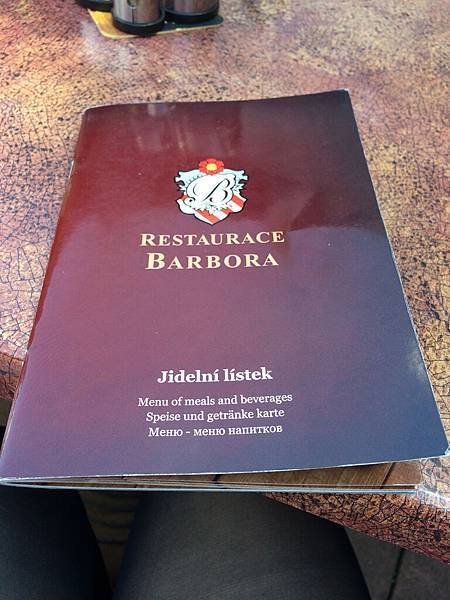 B
RESTAURACE
BARBORA
Jidelní lístek
Menu of meals and beverages
Speise und getränke karte
Меню - меню напитков